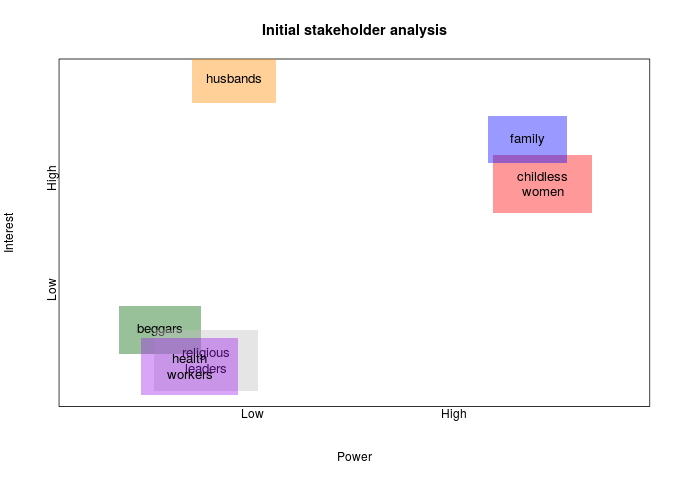 Initial stakeholder analysis
husbands
family
childless
women
High
Interest
Low
beggars
religious
leaders
health
workers
Low
High
Power